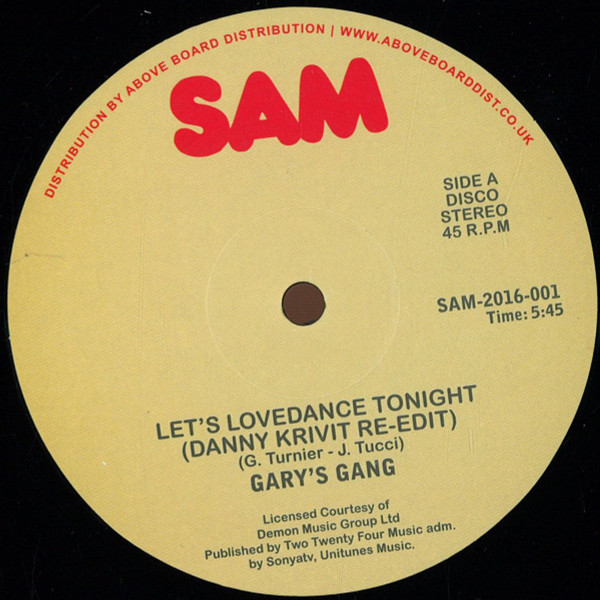 DISTRIBUTION BY ABOVE BOARD DISTRIBUTION | WWW.ABOVEBOARDDIST.CO.UK
SAM
SIDE A
DISCO
STEREO
45 R.P.M
SAM-2016-001
Time: 5:45
LET'S LOVEDANCE TONIGHT
(DANNY KRIVIT RE-EDIT)
(G. Turnier - J. Tucci)
GARY'S GANG
Licensed Courtesy of
Demon Music Group Ltd
Published by Two Twenty Four Music adm.
by Sonyatv, Unitunes Music.